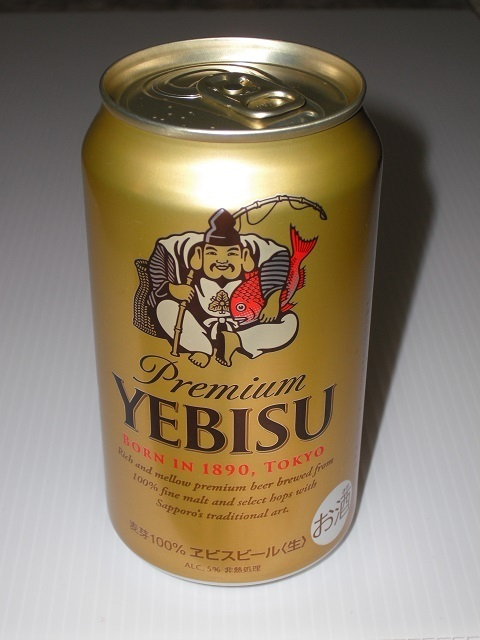 Premium
YEBISU
BORN IN 1890, TOKYO
Rich and mellow premium beer brewed from
100% fine malt and select hops with
Sapporo's traditional art.
お酒
麦芽100% ヱビスビール〈生〉
ALC. 5% 非熱処理